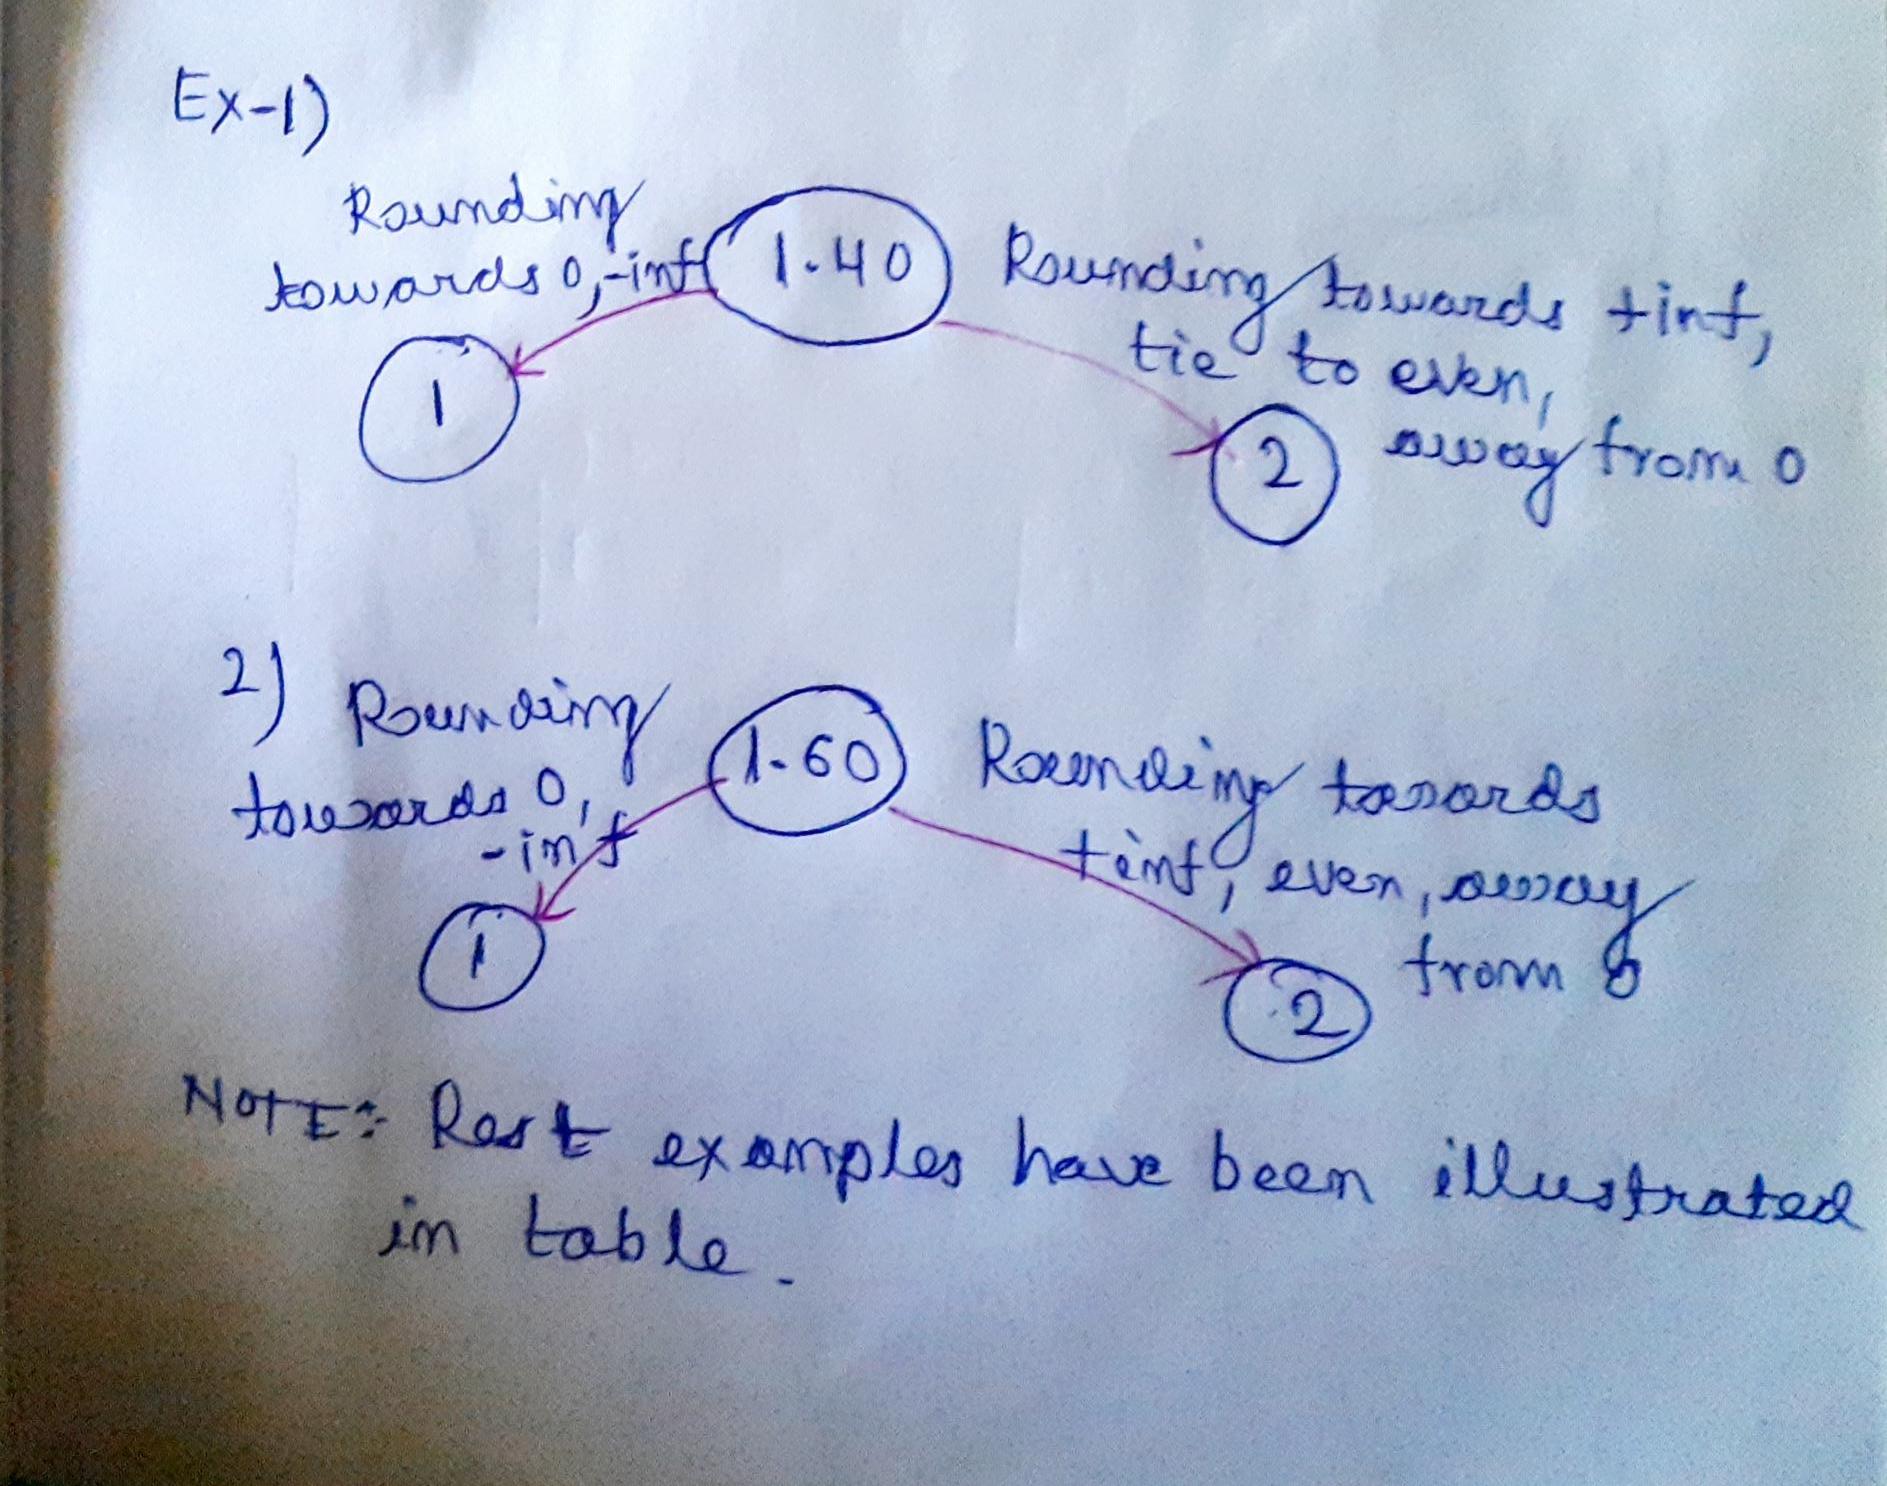 Ex-1)
Rounding
towards 0,-inf
1.40
Rounding towards +inf,
tie to even,
away from 0
1
2
2)
Rounding
towards 0,
-inf
1.60
Rounding towards
+inf, even, away
from 0
1
2
NOTE:- Rest examples have been illustrated
in table.